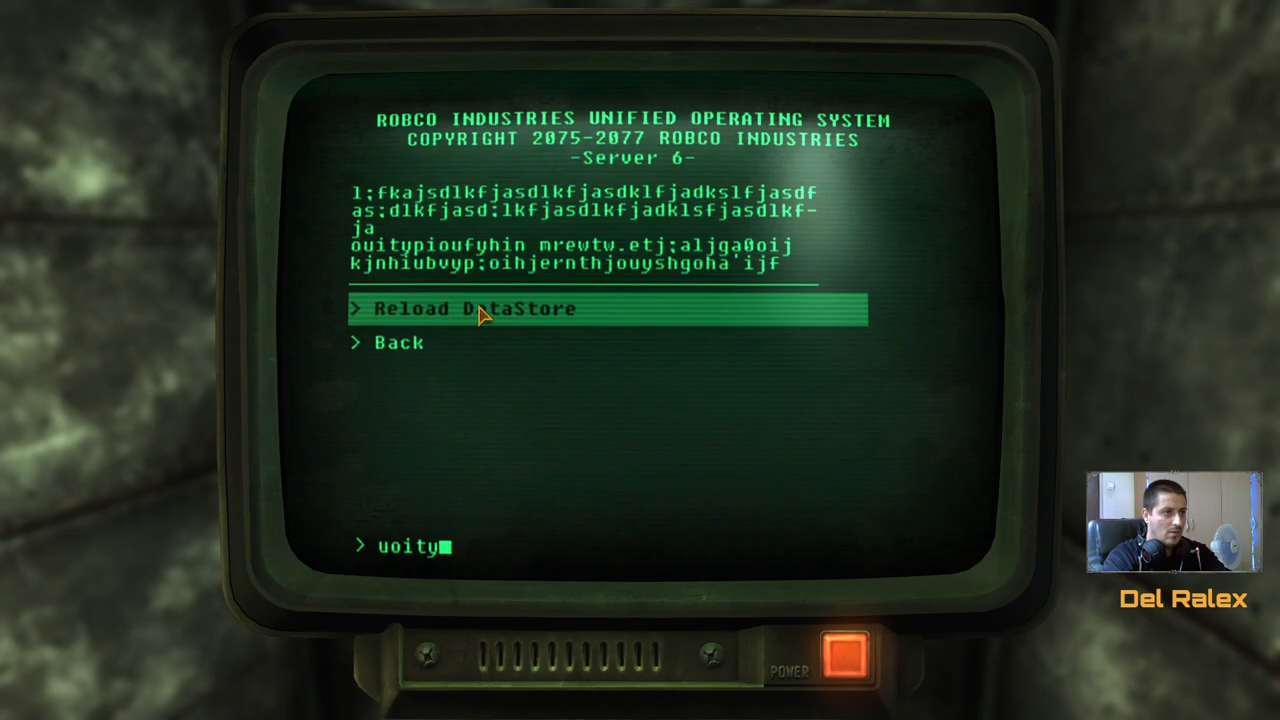 ROBCO INDUSTRIES UNIFIED OPERATING SYSTEM
COPYRIGHT 2075-2077 ROBCO INDUSTRIES
-Server 6-
l;fkajsdlkfjasdlkfjasdklfjadkslfjasdf
as;dlkfjasd;lkfjasdlkfjadklsfjasdlkf-
ja
ouitypioufyhin mrewtw.etj;aljga0oij
kjnhiubvyp;oihjernthjouyshgoha'ijf
> Reload DataStore
> Back
> uoity
POWER
Del Ralex